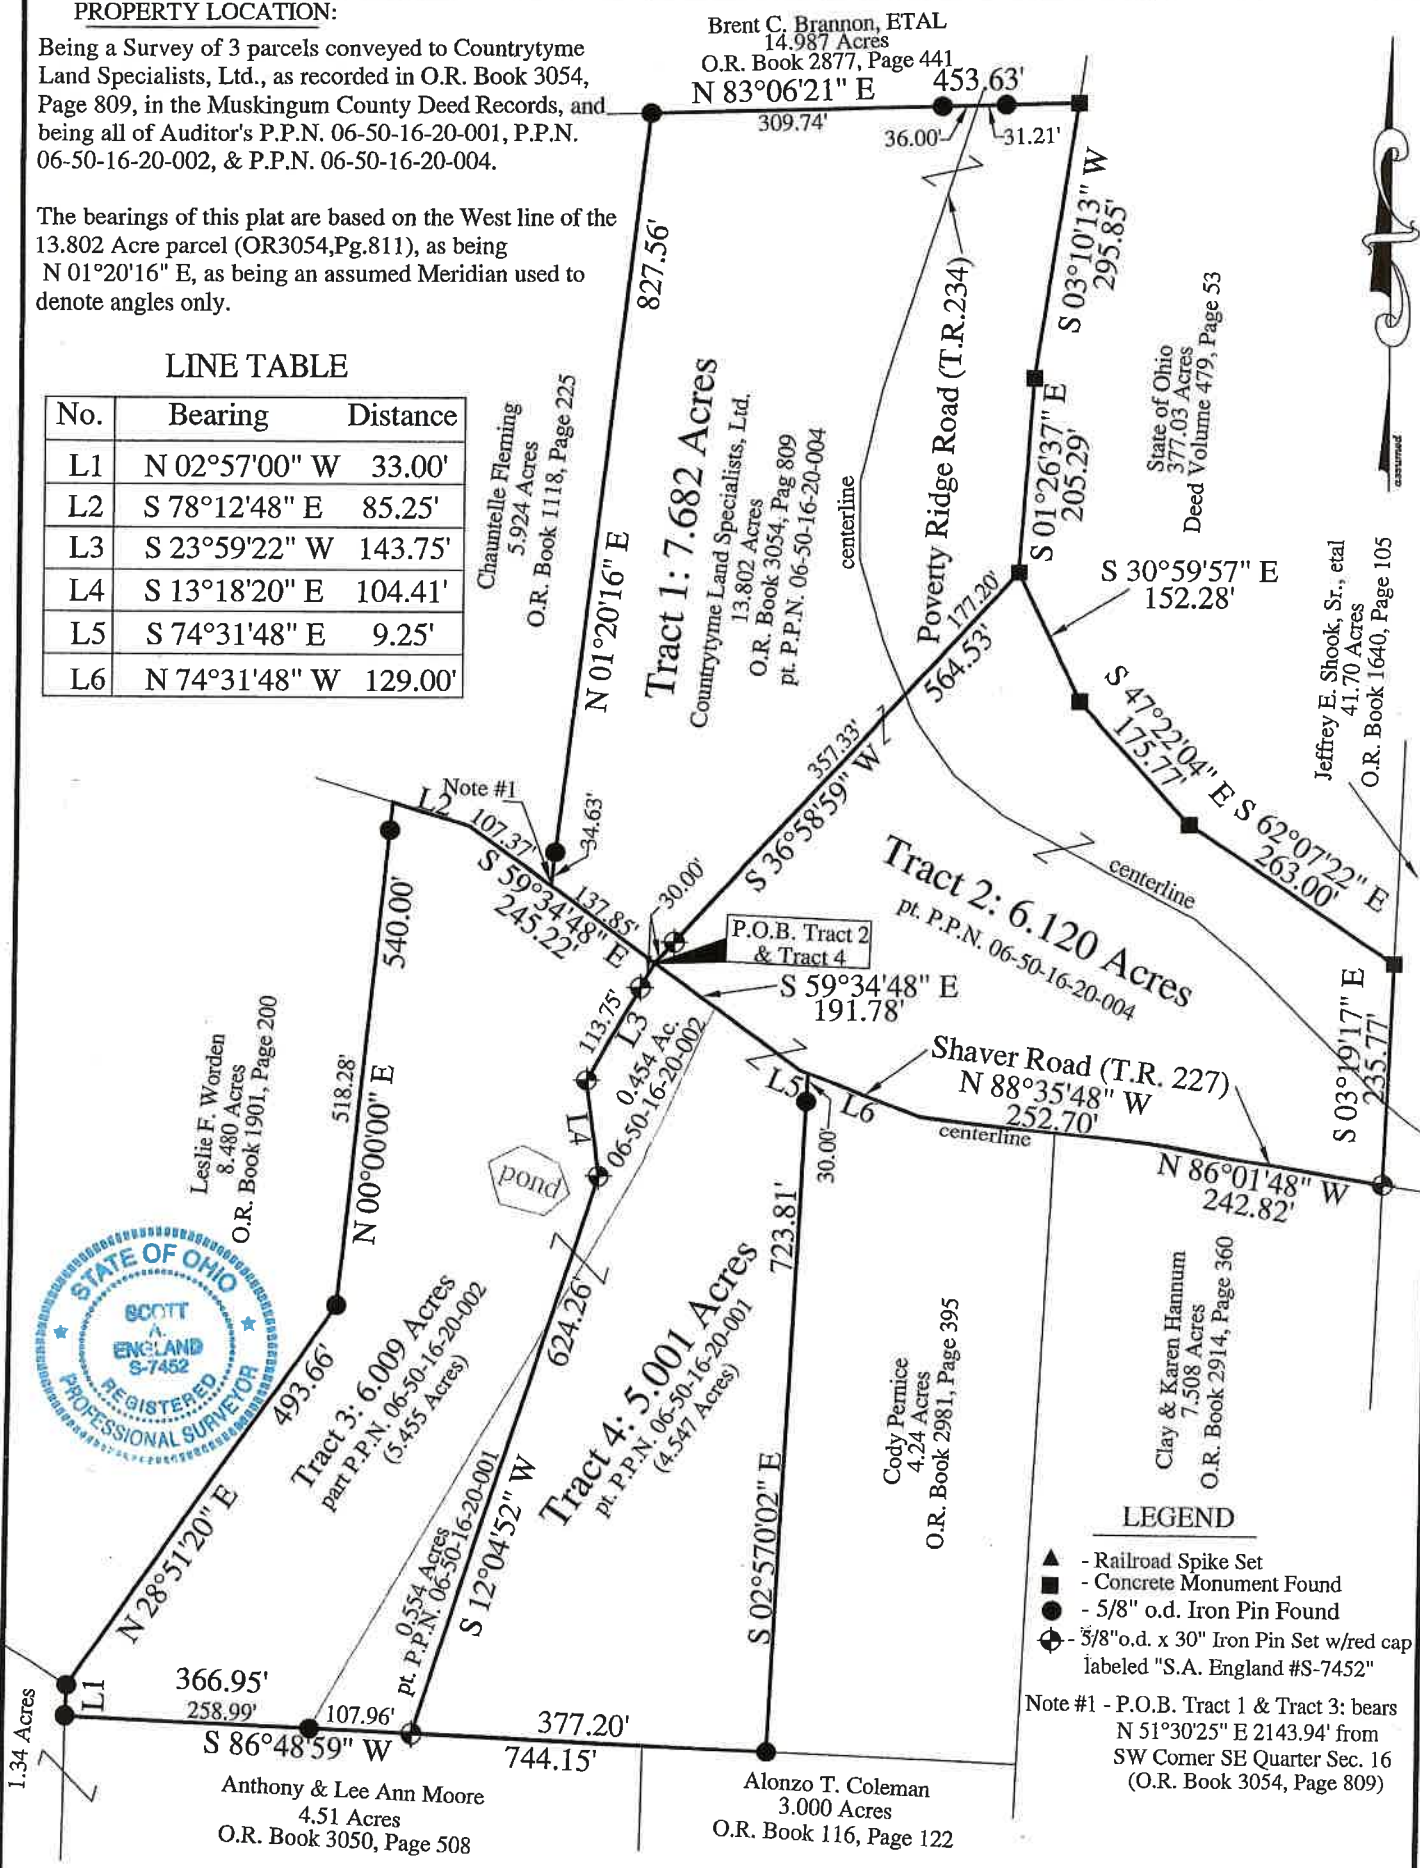 PROPERTY LOCATION:
Being a Survey of 3 parcels conveyed to Countrytyme
Land Specialists, Ltd., as recorded in O.R. Book 3054,
Page 809, in the Muskingum County Deed Records, and
being all of Auditor's P.P.N. 06-50-16-20-001, P.P.N.
06-50-16-20-002, & P.P.N. 06-50-16-20-004.
The bearings of this plat are based on the West line of the
13.802 Acre parcel (OR3054,Pg.811), as being
N 01°20'16" E, as being an assumed Meridian used to
denote angles only.
LINE TABLE
No. Bearing Distance
L1 N 02°57'00" W 33.00'
L2 S 78°12'48" E 85.25'
L3 S 23°59'22" W 143.75'
L4 S 13°18'20" E 104.41'
L5 S 74°31'48" E 9.25'
L6 N 74°31'48" W 129.00'
Brent C. Brannon, ETAL
14.987 Acres
O.R. Book 2877, Page 441
N 83°06'21" E 453.63'
309.74'
36.00'
31.21'
S 03°10'13" W
295.85'
assumed
827.56'
N 01°20'16" E
Chauntelle Fleming
5.924 Acres
O.R. Book 1118, Page 225
Tract 1: 7.682 Acres
Countrytyme Land Specialists, Ltd.
13.802 Acres
O.R. Book 3054, Pag 809
pt. P.P.N. 06-50-16-20-004
centerline
Poverty Ridge Road (T.R.234)
S 01°26'37" E
205.29'
State of Ohio
377.03 Acres
Deed Volume 479, Page 53
S 30°59'57" E
152.28'
S 47°22'04" E
175.77'
S 62°07'22" E
263.00'
Jeffrey E. Shook, Sr., etal
41.70 Acres
O.R. Book 1640, Page 105
177.20'
564.53'
357.33'
S 36°58'59" W
Note #1
L2
107.37'
34.63'
S 59°34'48" E
245.22'
137.85'
30.00'
P.O.B. Tract 2
& Tract 4
S 59°34'48" E
191.78'
Tract 2: 6.120 Acres
pt. P.P.N. 06-50-16-20-004
centerline
S 03°19'17" E
235.77'
Shaver Road (T.R. 227)
N 88°35'48" W
252.70'
centerline
N 86°01'48" W
242.82'
L5
L6
30.00'
113.75'
L3
0.454 Ac.
06-50-16-20-002
L4
pond
540.00'
518.28'
N 00°00'00" E
Leslie F. Worden
8.480 Acres
O.R. Book 1901, Page 200
STATE OF OHIO
SCOTT
A.
ENGLAND
S-7452
REGISTERED
PROFESSIONAL SURVEYOR
493.66'
N 28°51'20" E
Tract 3: 6.009 Acres
part P.P.N. 06-50-16-20-002
(5.455 Acres)
624.26'
S 12°04'52" W
0.554 Acres
pt. P.P.N. 06-50-16-20-001
Tract 4: 5.001 Acres
pt. P.P.N. 06-50-16-20-001
(4.547 Acres)
723.81'
S 02°570'02" E
Cody Pernice
4.24 Acres
O.R. Book 2981, Page 395
Clay & Karen Hannum
7.508 Acres
O.R. Book 2914, Page 360
1.34 Acres
L1
366.95'
258.99'
107.96'
S 86°48'59" W
377.20'
744.15'
Anthony & Lee Ann Moore
4.51 Acres
O.R. Book 3050, Page 508
Alonzo T. Coleman
3.000 Acres
O.R. Book 116, Page 122
LEGEND
- Railroad Spike Set
- Concrete Monument Found
- 5/8" o.d. Iron Pin Found
- 5/8"o.d. x 30" Iron Pin Set w/red cap
labeled "S.A. England #S-7452"
Note #1 - P.O.B. Tract 1 & Tract 3: bears
N 51°30'25" E 2143.94' from
SW Corner SE Quarter Sec. 16
(O.R. Book 3054, Page 809)